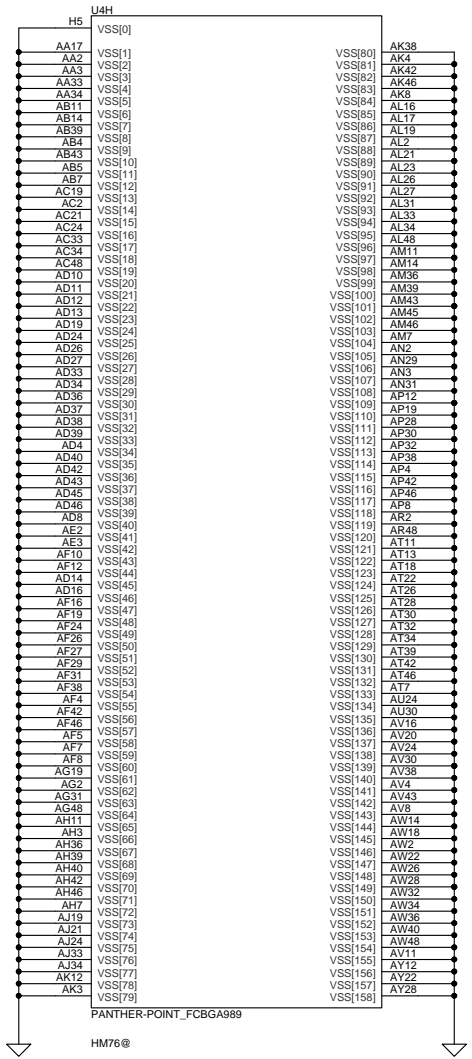 U4H
H5 VSS[0]
AA17 VSS[1] VSS[80] AK38
AA2 VSS[2] VSS[81] AK4
AA3 VSS[3] VSS[82] AK42
AA33 VSS[4] VSS[83] AK46
AA34 VSS[5] VSS[84] AK8
AB11 VSS[6] VSS[85] AL16
AB14 VSS[7] VSS[86] AL17
AB39 VSS[8] VSS[87] AL19
AB4 VSS[9] VSS[88] AL2
AB43 VSS[10] VSS[89] AL21
AB5 VSS[11] VSS[90] AL23
AB7 VSS[12] VSS[91] AL26
AC19 VSS[13] VSS[92] AL27
AC2 VSS[14] VSS[93] AL31
AC21 VSS[15] VSS[94] AL33
AC24 VSS[16] VSS[95] AL34
AC33 VSS[17] VSS[96] AL48
AC34 VSS[18] VSS[97] AM11
AC48 VSS[19] VSS[98] AM14
AD10 VSS[20] VSS[99] AM36
AD11 VSS[21] VSS[100] AM39
AD12 VSS[22] VSS[101] AM43
AD13 VSS[23] VSS[102] AM45
AD19 VSS[24] VSS[103] AM46
AD24 VSS[25] VSS[104] AM7
AD26 VSS[26] VSS[105] AN2
AD27 VSS[27] VSS[106] AN29
AD33 VSS[28] VSS[107] AN3
AD34 VSS[29] VSS[108] AN31
AD36 VSS[30] VSS[109] AP12
AD37 VSS[31] VSS[110] AP19
AD38 VSS[32] VSS[111] AP28
AD39 VSS[33] VSS[112] AP30
AD4 VSS[34] VSS[113] AP32
AD40 VSS[35] VSS[114] AP38
AD42 VSS[36] VSS[115] AP4
AD43 VSS[37] VSS[116] AP42
AD45 VSS[38] VSS[117] AP46
AD46 VSS[39] VSS[118] AP8
AD8 VSS[40] VSS[119] AR2
AE2 VSS[41] VSS[120] AR48
AE3 VSS[42] VSS[121] AT11
AF10 VSS[43] VSS[122] AT13
AF12 VSS[44] VSS[123] AT18
AD14 VSS[45] VSS[124] AT22
AD16 VSS[46] VSS[125] AT26
AF16 VSS[47] VSS[126] AT28
AF19 VSS[48] VSS[127] AT30
AF24 VSS[49] VSS[128] AT32
AF26 VSS[50] VSS[129] AT34
AF27 VSS[51] VSS[130] AT39
AF29 VSS[52] VSS[131] AT42
AF31 VSS[53] VSS[132] AT46
AF38 VSS[54] VSS[133] AT7
AF4 VSS[55] VSS[134] AU24
AF42 VSS[56] VSS[135] AU30
AF46 VSS[57] VSS[136] AV16
AF5 VSS[58] VSS[137] AV20
AF7 VSS[59] VSS[138] AV24
AF8 VSS[60] VSS[139] AV30
AG19 VSS[61] VSS[140] AV38
AG2 VSS[62] VSS[141] AV4
AG31 VSS[63] VSS[142] AV43
AG48 VSS[64] VSS[143] AV8
AH11 VSS[65] VSS[144] AW14
AH3 VSS[66] VSS[145] AW18
AH36 VSS[67] VSS[146] AW2
AH39 VSS[68] VSS[147] AW22
AH40 VSS[69] VSS[148] AW26
AH42 VSS[70] VSS[149] AW28
AH46 VSS[71] VSS[150] AW32
AH7 VSS[72] VSS[151] AW34
AJ19 VSS[73] VSS[152] AW36
AJ21 VSS[74] VSS[153] AW40
AJ24 VSS[75] VSS[154] AW48
AJ33 VSS[76] VSS[155] AV11
AJ34 VSS[77] VSS[156] AY12
AK12 VSS[78] VSS[157] AY22
AK3 VSS[79] VSS[158] AY28
PANTHER-POINT_FCBGA989
HM76@